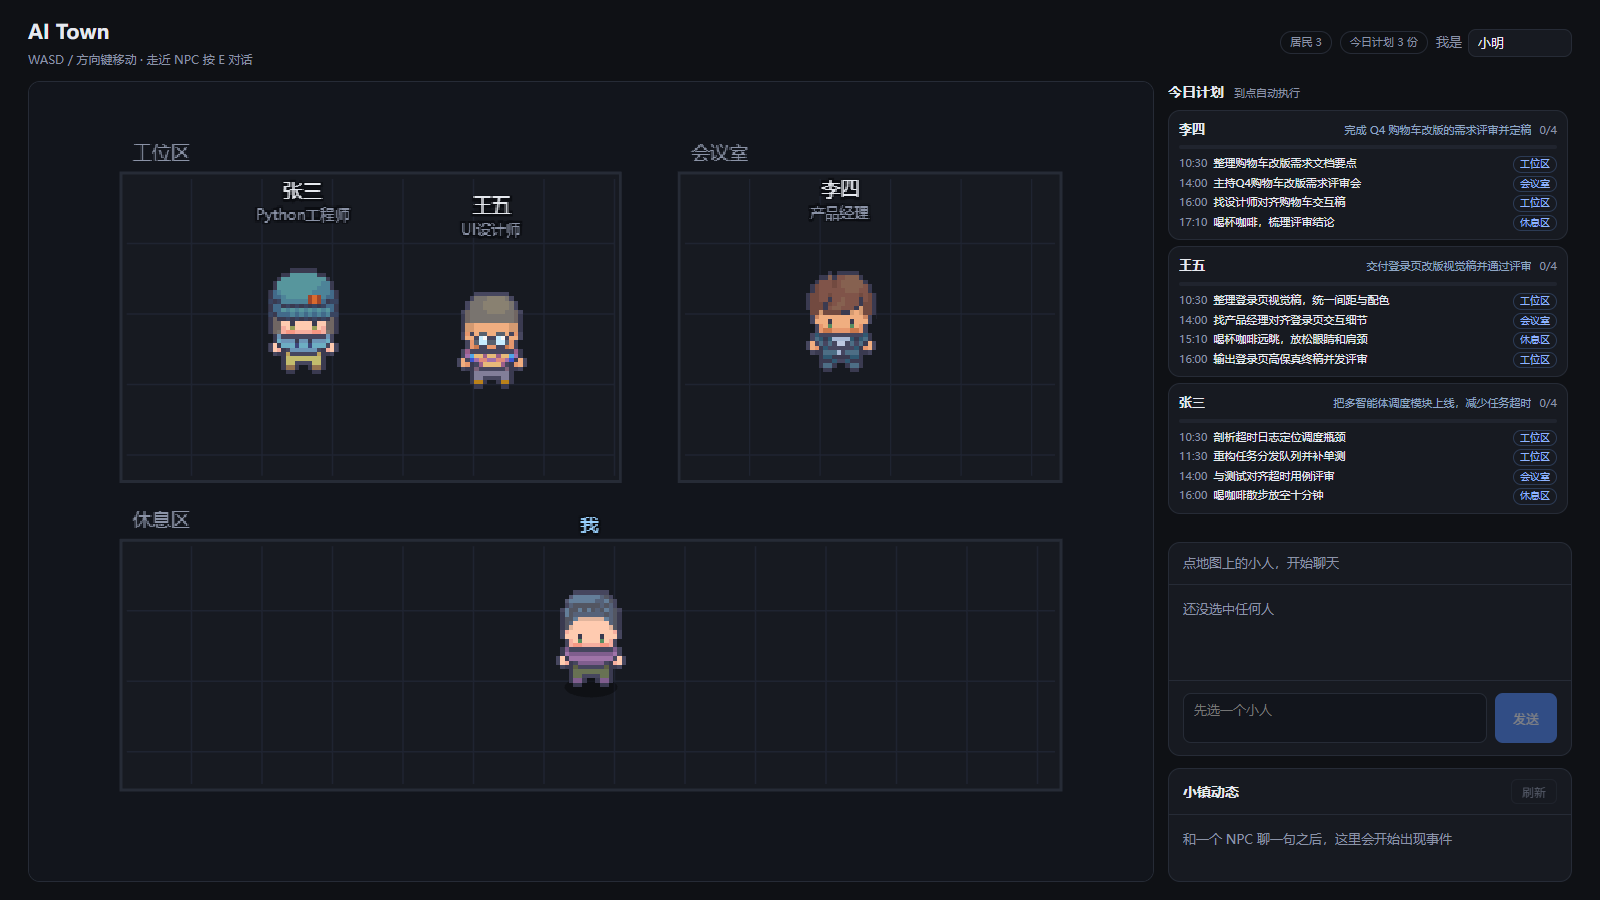 AI Town
WASD / 方向键移动 · 走近 NPC 按 E 对话
居民 3
今日计划 3 份
我是
小明
工位区
张三
Python工程师
王五
UI设计师
会议室
李四
产品经理
休息区
我
今日计划 到点自动执行
李四 完成 Q4 购物车改版的需求评审并定稿 0/4
10:30 整理购物车改版需求文档要点 工位区
14:00 主持Q4购物车改版需求评审会 会议室
16:00 找设计师对齐购物车交互稿 工位区
17:10 喝杯咖啡，梳理评审结论 休息区
王五 交付登录页改版视觉稿并通过评审 0/4
10:30 整理登录页视觉稿，统一间距与配色 工位区
14:00 找产品经理对齐登录页交互细节 会议室
15:10 喝杯咖啡远眺，放松眼睛和肩颈 休息区
16:00 输出登录页高保真终稿并发评审 工位区
张三 把多智能体调度模块上线，减少任务超时 0/4
10:30 剖析超时日志定位调度瓶颈 工位区
11:30 重构任务分发队列并补单测 工位区
14:00 与测试对齐超时用例评审 会议室
16:00 喝咖啡散步放空十分钟 休息区
点地图上的小人，开始聊天
还没选中任何人
先选一个小人
发送
小镇动态
刷新
和一个 NPC 聊一句之后，这里会开始出现事件